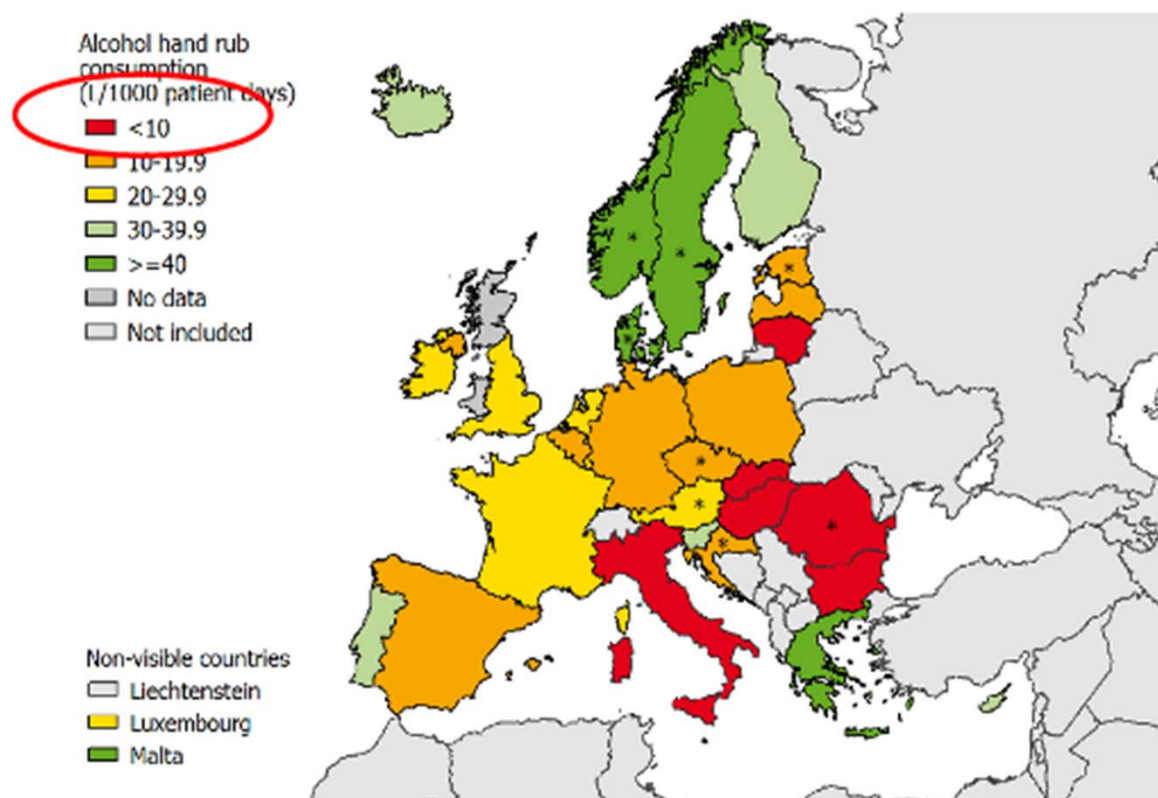 Alcohol hand rub
consumption
(L/1000 patient days)
<10
10-19.9
20-29.9
30-39.9
>=40
No data
Not included
Non-visible countries
Liechtenstein
Luxembourg
Malta